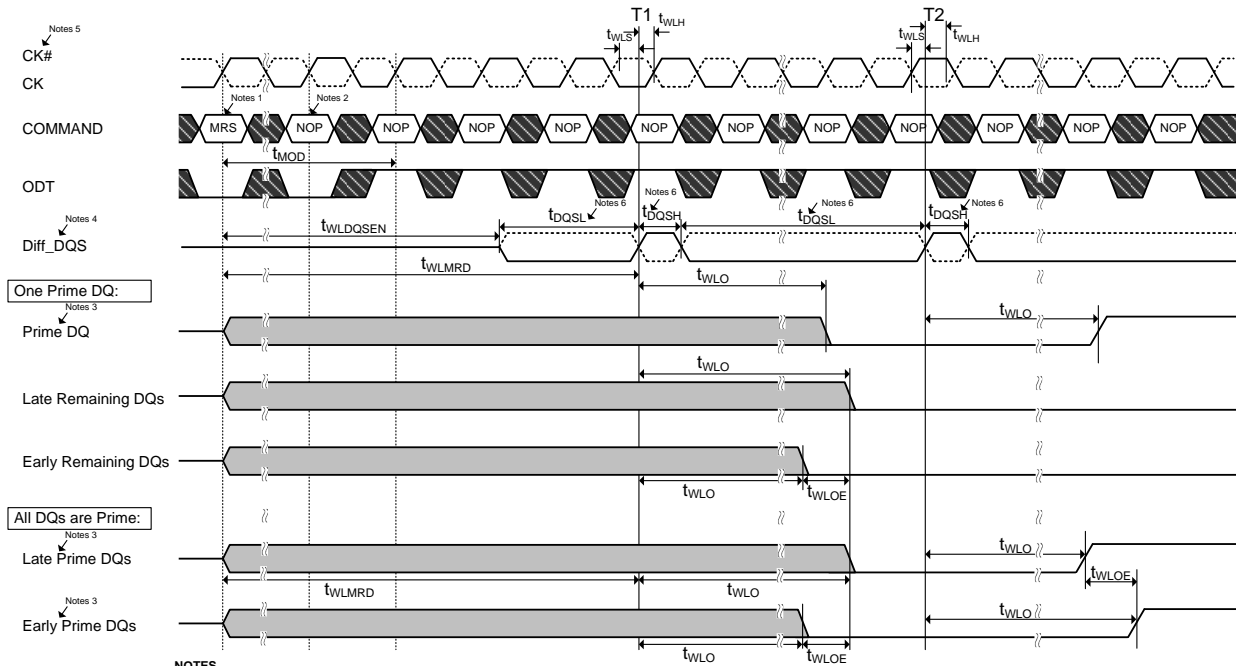 T1
T2
tWLS
tWLH
tWLS
tWLH
Notes 5
CK#
CK
Notes 1
Notes 2
COMMAND
MRS
NOP
NOP
NOP
NOP
NOP
NOP
NOP
NOP
NOP
NOP
tMOD
ODT
Notes 4
Diff_DQS
tWLDQSEN
tDQSL
Notes 6
tDQSH
Notes 6
tDQSL
Notes 6
tDQSH
Notes 6
tWLMRD
tWLO
One Prime DQ:
Notes 3
Prime DQ
tWLO
tWLO
Late Remaining DQs
Early Remaining DQs
tWLO
tWLOE
All DQs are Prime:
Notes 3
Late Prime DQs
tWLO
tWLOE
tWLMRD
tWLO
Notes 3
Early Prime DQs
tWLO
tWLO
tWLOE
NOTES